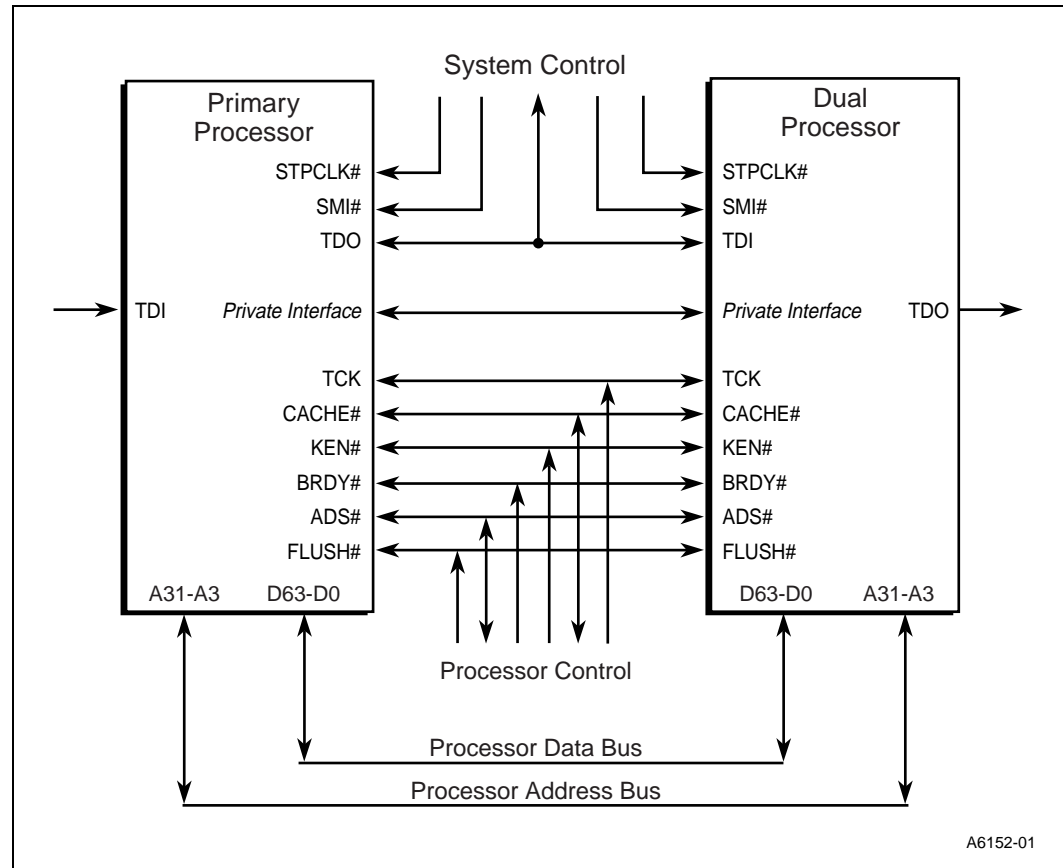 System Control
Primary
Processor
STPCLK#
SMI#
TDO
TDI
Private Interface
TCK
CACHE#
KEN#
BRDY#
ADS#
FLUSH#
A31-A3
D63-D0
Dual
Processor
STPCLK#
SMI#
TDI
Private Interface
TDO
TCK
CACHE#
KEN#
BRDY#
ADS#
FLUSH#
D63-D0
A31-A3
Processor Control
Processor Data Bus
Processor Address Bus
A6152-01